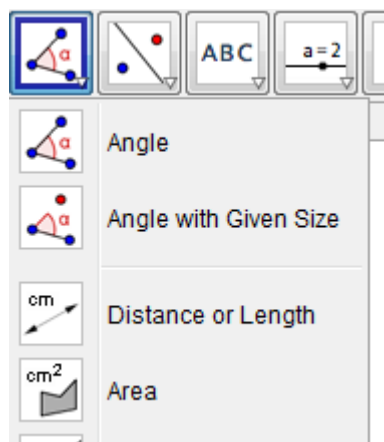 α ABC a=2
α Angle
α Angle with Given Size
cm Distance or Length
cm² Area